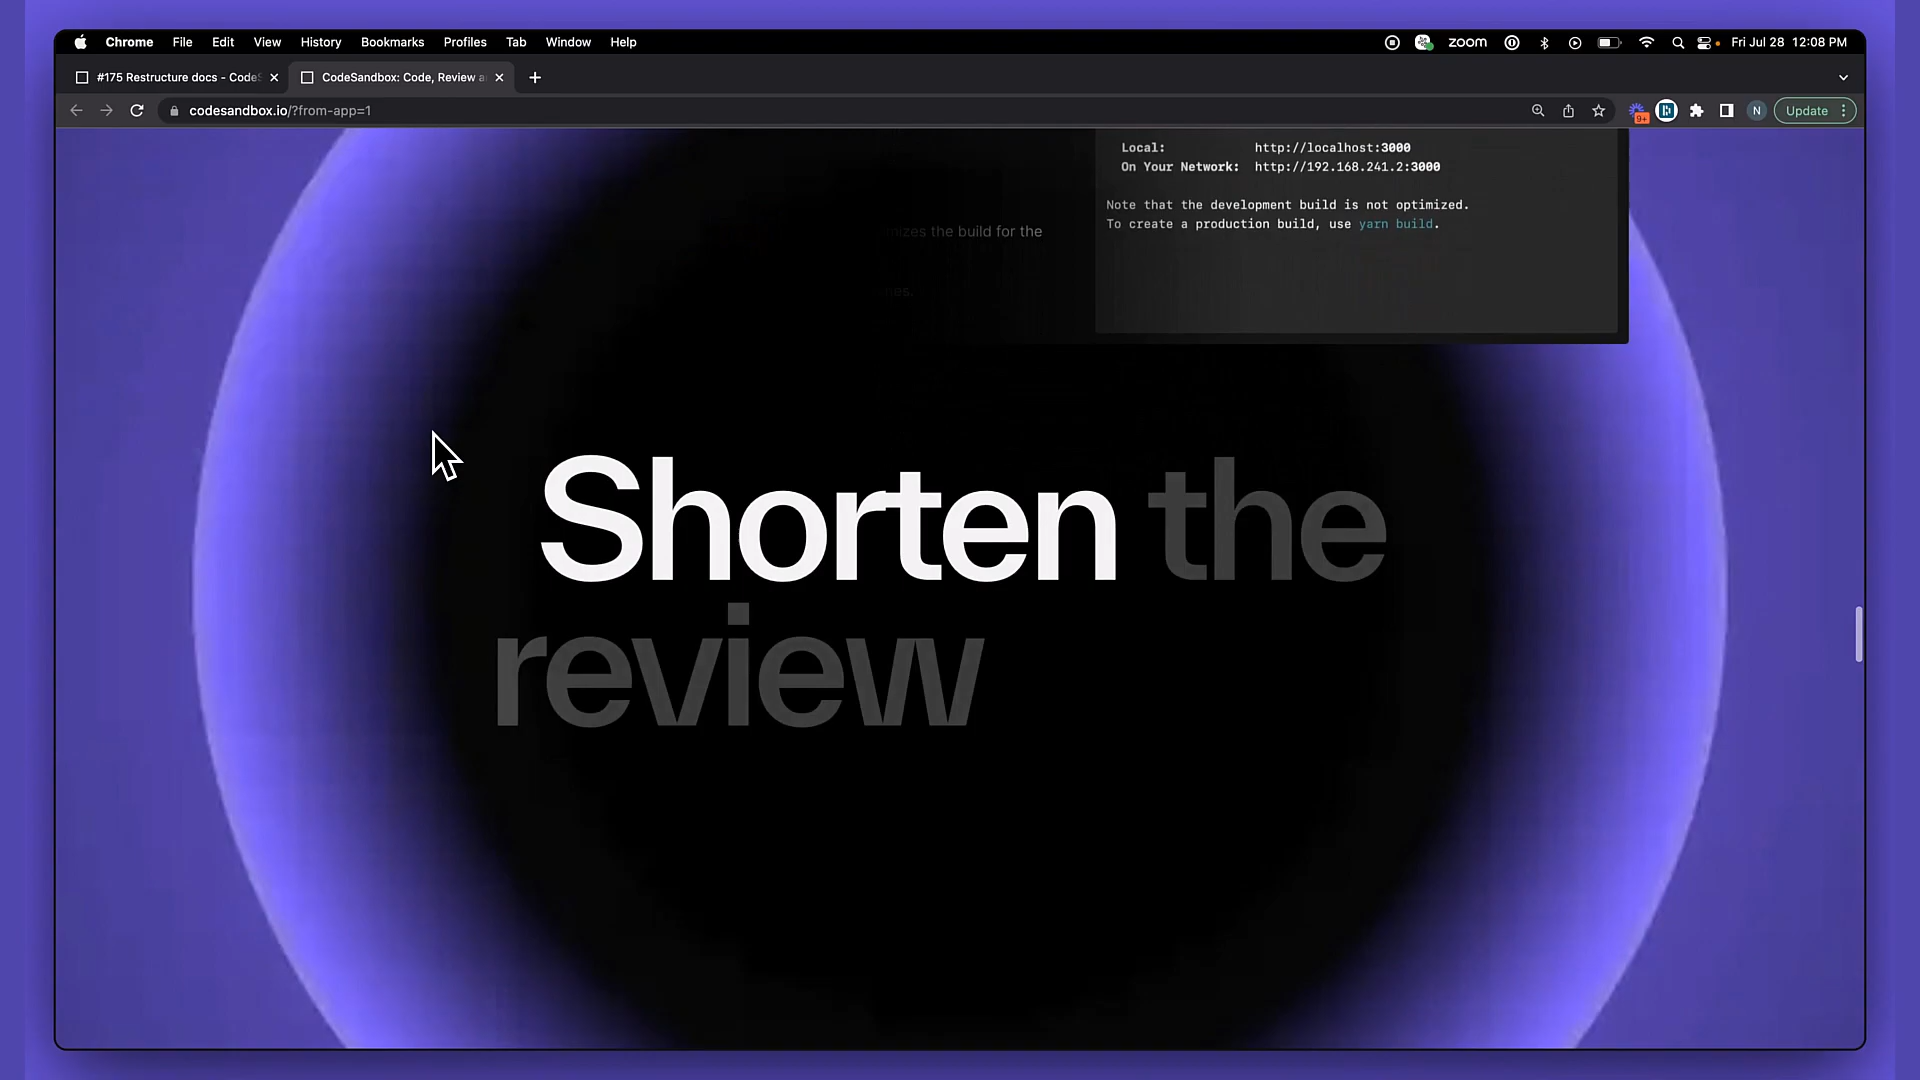 Chrome File Edit View History Bookmarks Profiles Tab Window Help zoom Fri Jul 28 12:08 PM
#175 Restructure docs - Code CodeSandbox: Code, Review a
codesandbox.io/?from-app=1 9+ N Update
Local: http://localhost:3000
On Your Network: http://192.168.241.2:3000
Note that the development build is not optimized.
To create a production build, use yarn build.
the build for the
Shorten the
review